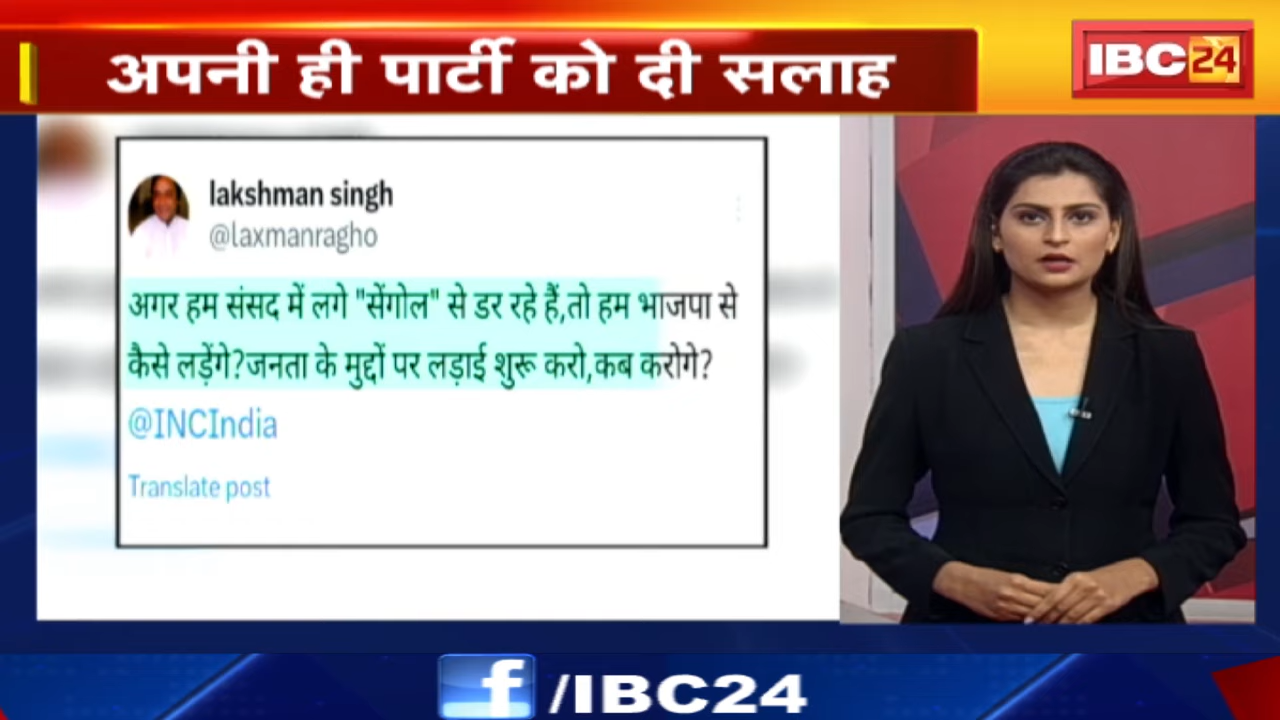 अपनी ही पार्टी को दी सलाह
IBC24
lakshman singh
@laxmanragho
अगर हम संसद में लगे "सेंगोल" से डर रहे हैं,तो हम भाजपा से
कैसे लड़ेंगे?जनता के मुद्दों पर लड़ाई शुरू करो,कब करोगे?
@INCIndia
Translate post
f/IBC24